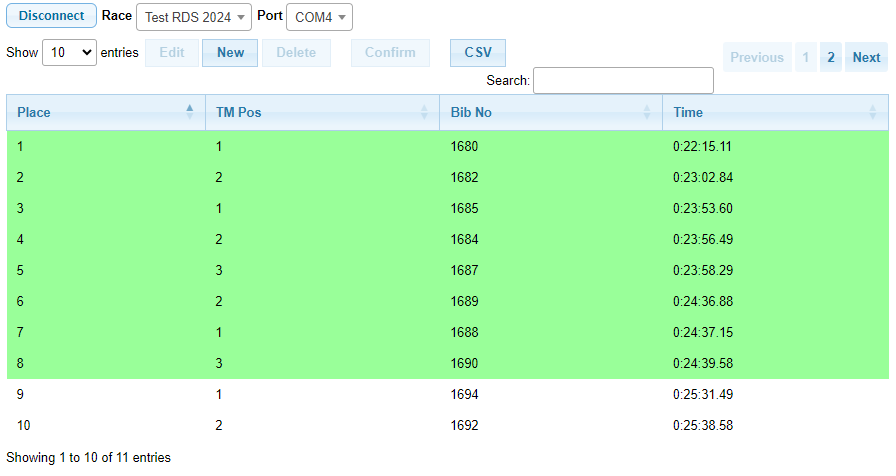 Disconnect Race Test RDS 2024 Port COM4
Show 10 entries Edit New Delete Confirm CSV Previous 1 2 Next
Search:
Place TM Pos Bib No Time
1 1 1680 0:22:15.11
2 2 1682 0:23:02.84
3 1 1685 0:23:53.60
4 2 1684 0:23:56.49
5 3 1687 0:23:58.29
6 2 1689 0:24:36.88
7 1 1688 0:24:37.15
8 3 1690 0:24:39.58
9 1 1694 0:25:31.49
10 2 1692 0:25:38.58
Showing 1 to 10 of 11 entries